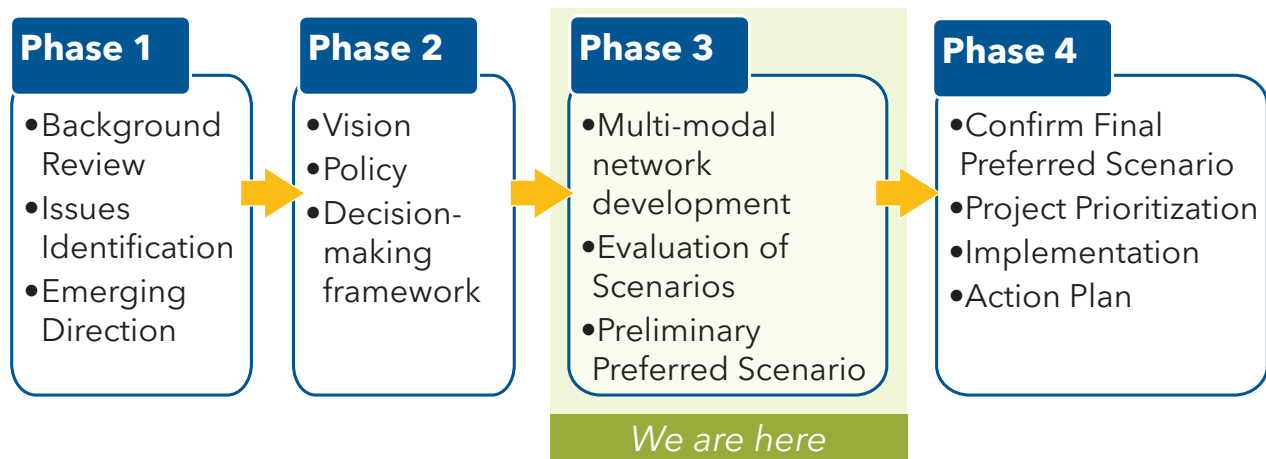 Phase 1
•Background
Review
•Issues
Identification
•Emerging
Direction
Phase 2
•Vision
•Policy
•Decision-
making
framework
Phase 3
•Multi-modal
network
development
•Evaluation of
Scenarios
•Preliminary
Preferred Scenario
We are here
Phase 4
•Confirm Final
Preferred Scenario
•Project Prioritization
•Implementation
•Action Plan